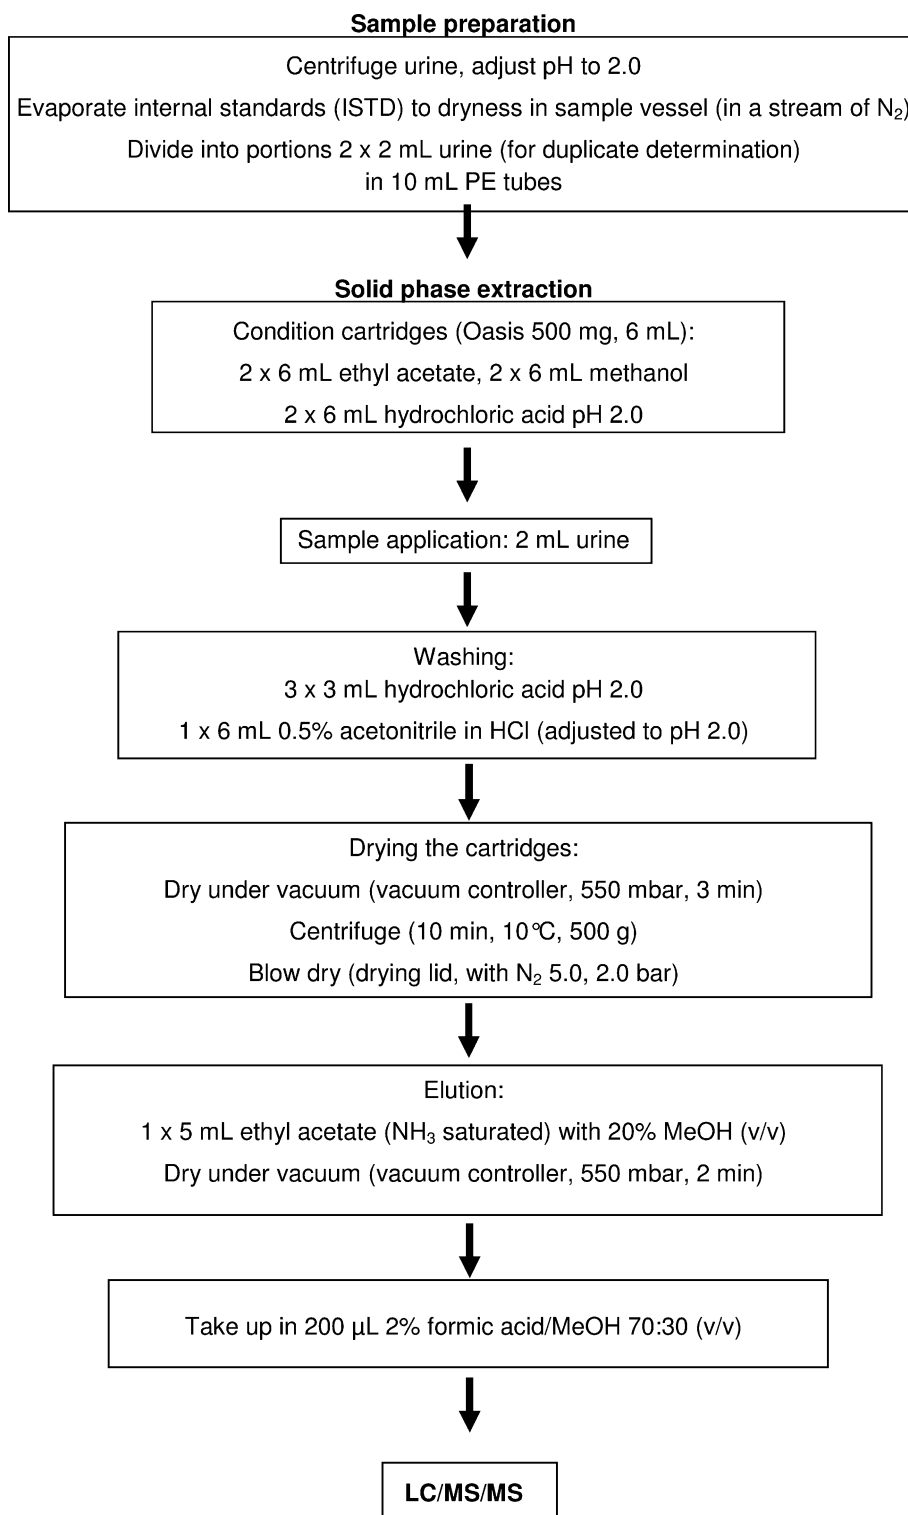 Sample preparation
Centrifuge urine, adjust pH to 2.0
Evaporate internal standards (ISTD) to dryness in sample vessel (in a stream of N₂)
Divide into portions 2 x 2 mL urine (for duplicate determination)
in 10 mL PE tubes
Solid phase extraction
Condition cartridges (Oasis 500 mg, 6 mL):
2 x 6 mL ethyl acetate, 2 x 6 mL methanol
2 x 6 mL hydrochloric acid pH 2.0
Sample application: 2 mL urine
Washing:
3 x 3 mL hydrochloric acid pH 2.0
1 x 6 mL 0.5% acetonitrile in HCl (adjusted to pH 2.0)
Drying the cartridges:
Dry under vacuum (vacuum controller, 550 mbar, 3 min)
Centrifuge (10 min, 10°C, 500 g)
Blow dry (drying lid, with N₂ 5.0, 2.0 bar)
Elution:
1 x 5 mL ethyl acetate (NH₃ saturated) with 20% MeOH (v/v)
Dry under vacuum (vacuum controller, 550 mbar, 2 min)
Take up in 200 µL 2% formic acid/MeOH 70:30 (v/v)
LC/MS/MS